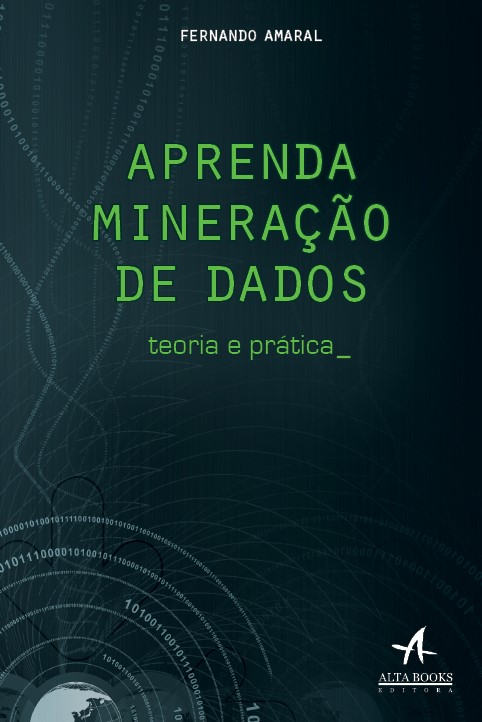 FERNANDO AMARAL
APRENDA
MINERAÇÃO
DE DADOS
teoria e prática_
ALTA BOOKS
EDITORA